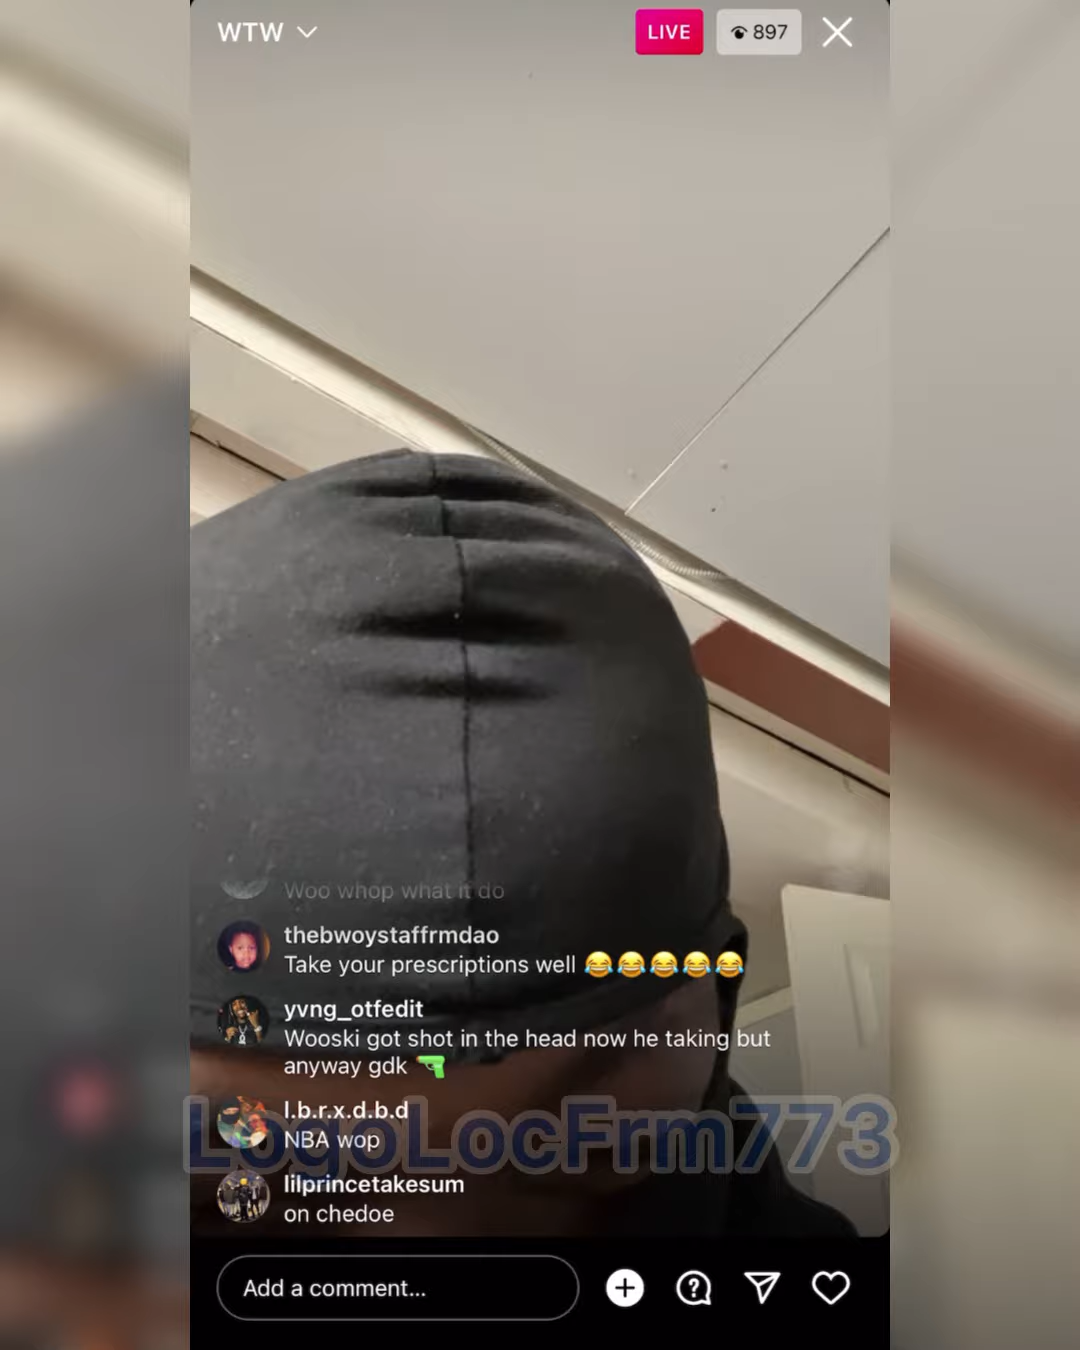 WTW
LIVE
897
Woo whop what it do
thebwoystaffrmdao
Take your prescriptions well 😂😂😂😂😂
yvng_otfedit
Wooski got shot in the head now he taking but
anyway gdk 🔫
l.b.r.x.d.b.d
NBA wop
LogoLocFrm773
lilprincetakesum
on chedoe
Add a comment...